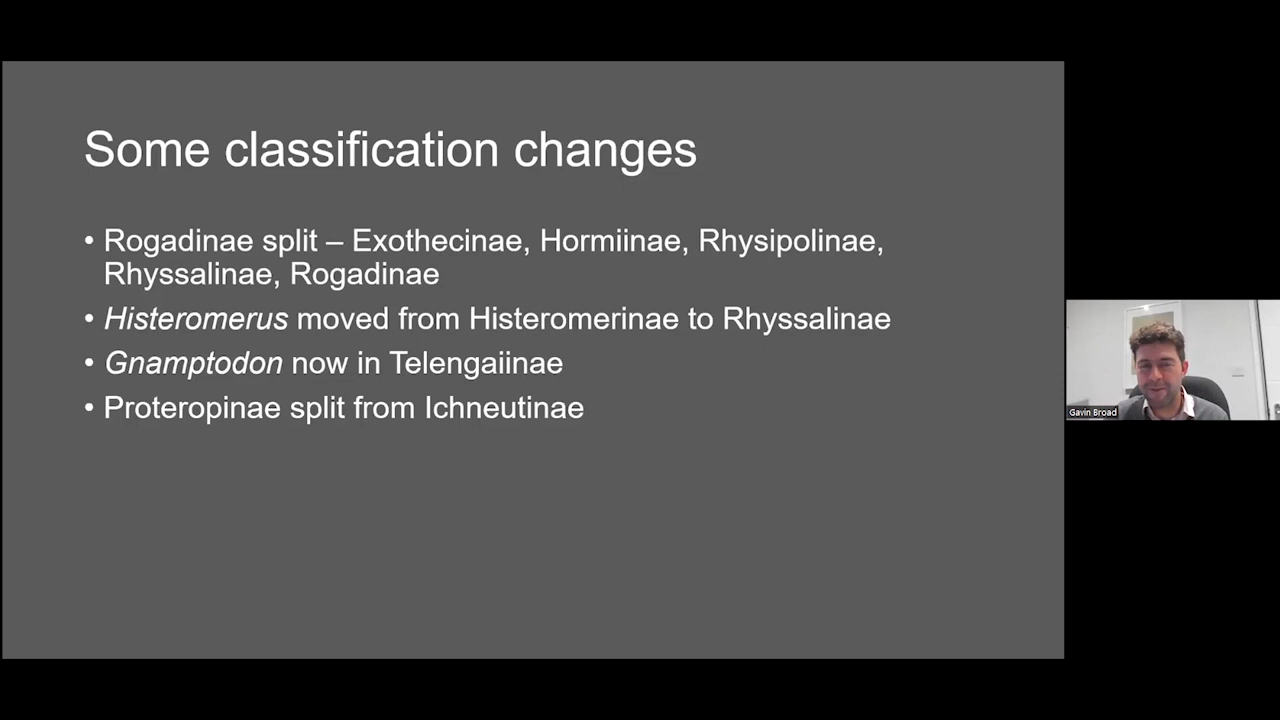 Some classification changes
• Rogadinae split – Exothecinae, Hormiinae, Rhysipolinae,
Rhyssalinae, Rogadinae
• Histeromerus moved from Histeromerinae to Rhyssalinae
• Gnamptodon now in Telengaiinae
• Proteropinae split from Ichneutinae
Gavin Broad